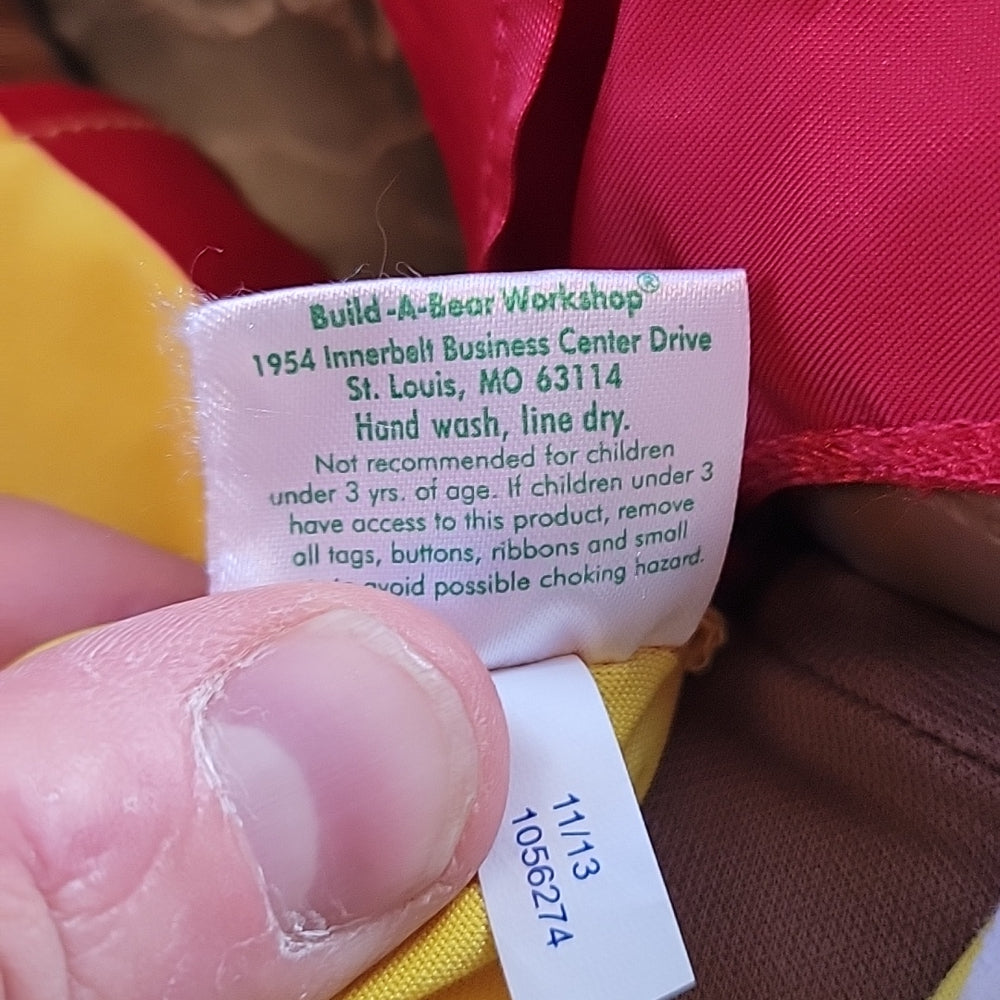 Build-A-Bear Workshop®
1954 Innerbelt Business Center Drive
St. Louis, MO 63114
Hand wash, line dry.
Not recommended for children
under 3 yrs. of age. If children under 3
have access to this product, remove
all tags, buttons, ribbons and small
avoid possible choking hazard.
11/13
1056274